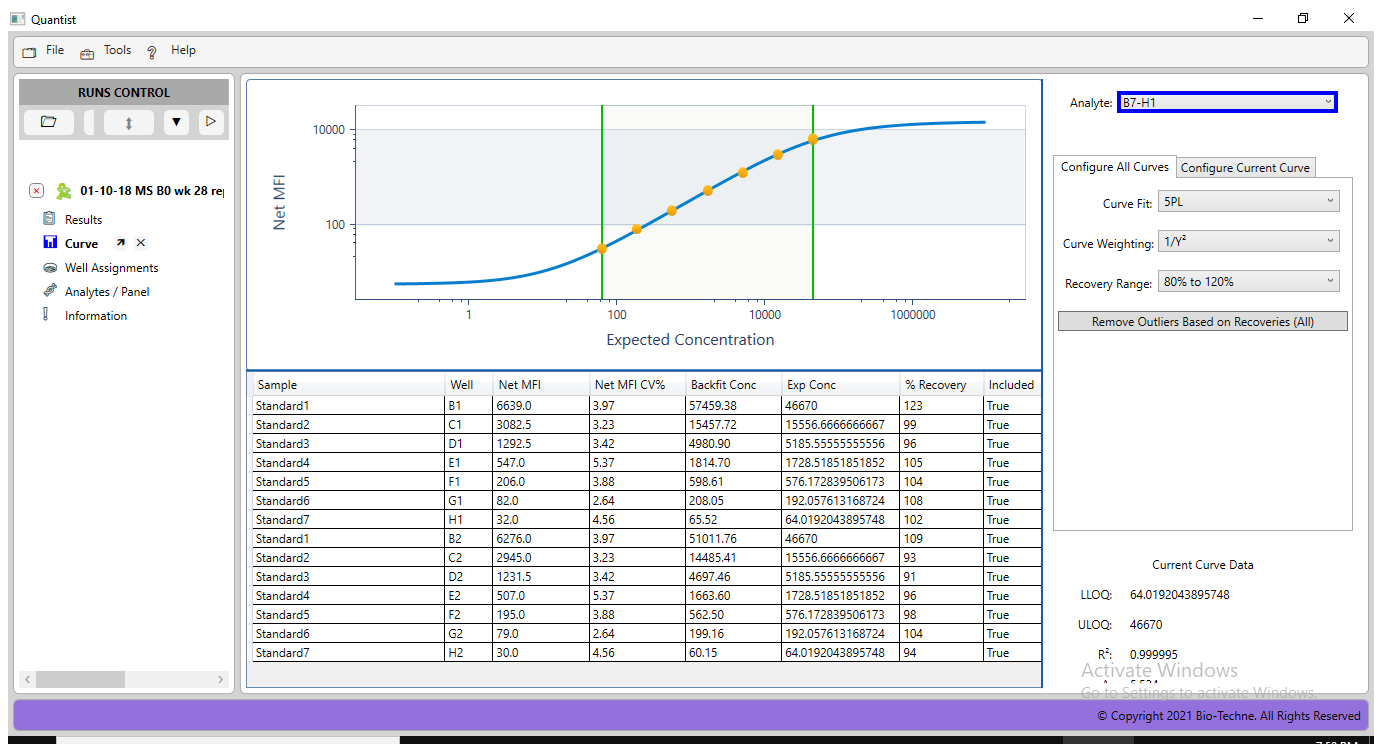 Quantist
File Tools Help
RUNS CONTROL
01-10-18 MS B0 wk 28
Results
Curve
Well Assignments
Analytes / Panel
Information
Net MFI
10000
100
1 100 10000 1000000
Expected Concentration
Sample Well Net MFI Net MFI CV% Backfit Conc Exp Conc % Recovery Included
Standard1 B1 6639.0 3.97 57459.38 46670 123 True
Standard2 C1 3082.5 3.23 15457.72 15556.6666666667 99 True
Standard3 D1 1292.5 3.42 4980.90 5185.55555555556 96 True
Standard4 E1 547.0 5.37 1814.70 1728.51851851852 105 True
Standard5 F1 206.0 3.88 598.61 576.172839506173 104 True
Standard6 G1 82.0 2.64 208.05 192.057613168724 108 True
Standard7 H1 32.0 4.56 65.52 64.0192043895748 102 True
Standard1 B2 6276.0 3.97 51011.76 46670 109 True
Standard2 C2 2945.0 3.23 14485.41 15556.6666666667 93 True
Standard3 D2 1231.5 3.42 4697.46 5185.55555555556 91 True
Standard4 E2 507.0 5.37 1663.60 1728.51851851852 96 True
Standard5 F2 195.0 3.88 562.50 576.172839506173 98 True
Standard6 G2 79.0 2.64 199.16 192.057613168724 104 True
Standard7 H2 30.0 4.56 60.15 64.0192043895748 94 True
Analyte: B7-H1
Configure All Curves Configure Current Curve
Curve Fit: 5PL
Curve Weighting: 1/Y²
Recovery Range: 80% to 120%
Remove Outliers Based on Recoveries (All)
Current Curve Data
LLOQ: 64.0192043895748
ULOQ: 46670
R²: 0.999995
Activate Windows
Go to Settings to activate Windows.
© Copyright 2021 Bio-Techne. All Rights Reserved